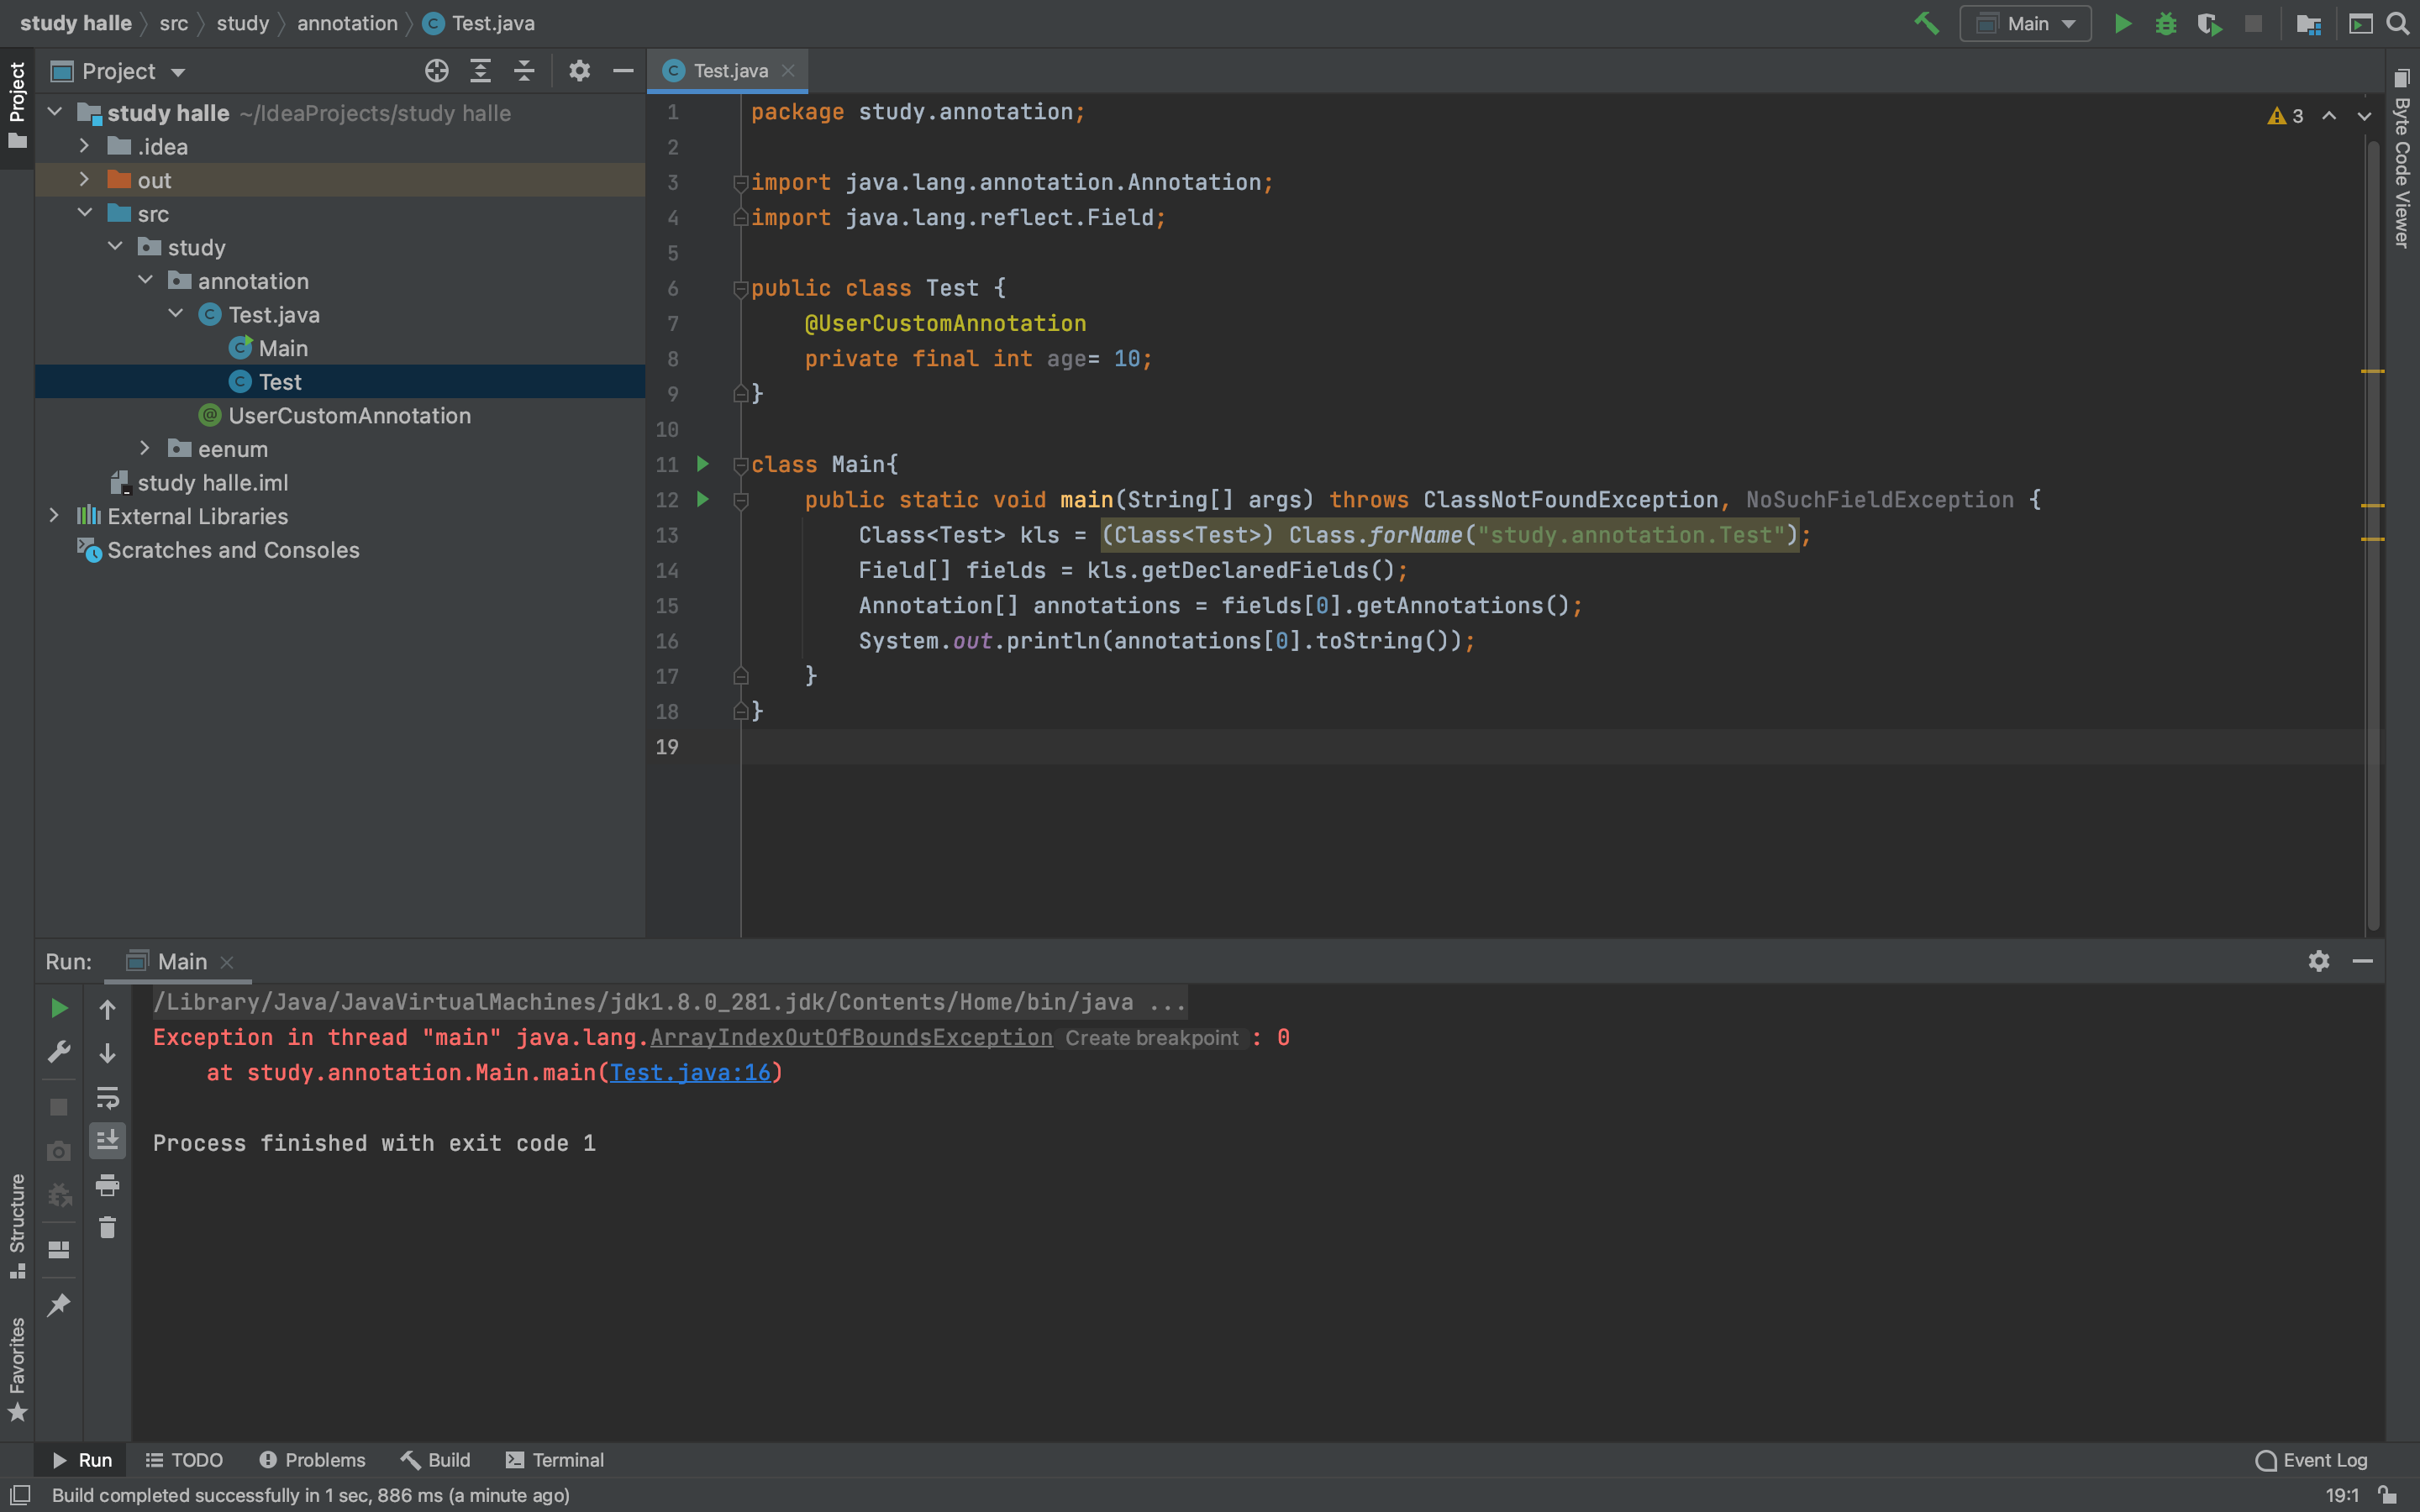 study halle src study annotation Test.java
Main
Project
Project
study halle ~/IdeaProjects/study halle
.idea
out
src
study
annotation
Test.java
Main
Test
UserCustomAnnotation
eenum
study halle.iml
External Libraries
Scratches and Consoles
Test.java
3
1 package study.annotation;
2
3 import java.lang.annotation.Annotation;
4 import java.lang.reflect.Field;
5
6 public class Test {
7 @UserCustomAnnotation
8 private final int age= 10;
9 }
10
11 class Main{
12 public static void main(String[] args) throws ClassNotFoundException, NoSuchFieldException {
13 Class<Test> kls = (Class<Test>) Class.forName("study.annotation.Test");
14 Field[] fields = kls.getDeclaredFields();
15 Annotation[] annotations = fields[0].getAnnotations();
16 System.out.println(annotations[0].toString());
17 }
18 }
19
Byte Code Viewer
Run: Main
/Library/Java/JavaVirtualMachines/jdk1.8.0_281.jdk/Contents/Home/bin/java ...
Exception in thread "main" java.lang.ArrayIndexOutOfBoundsException Create breakpoint : 0
at study.annotation.Main.main(Test.java:16)
Process finished with exit code 1
Structure
Favorites
Run TODO Problems Build Terminal Event Log
Build completed successfully in 1 sec, 886 ms (a minute ago) 19:1